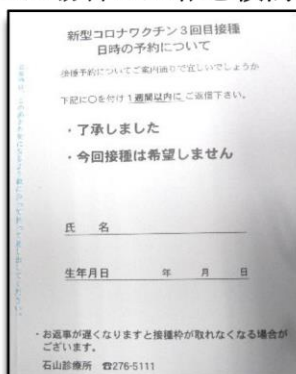 新型コロナワクチン3回目接種
日時の予約について
接種予約についてご案内通りで宜しいでしょうか
下記に○を付け1週間以内にご返信下さい。
・了承しました
・今回接種は希望しません
氏 名
生年月日 年 月 日
・お返事が遅くなりますと接種枠が取れなくなる場合が
ございます。
石山診療所 ☎276-5111